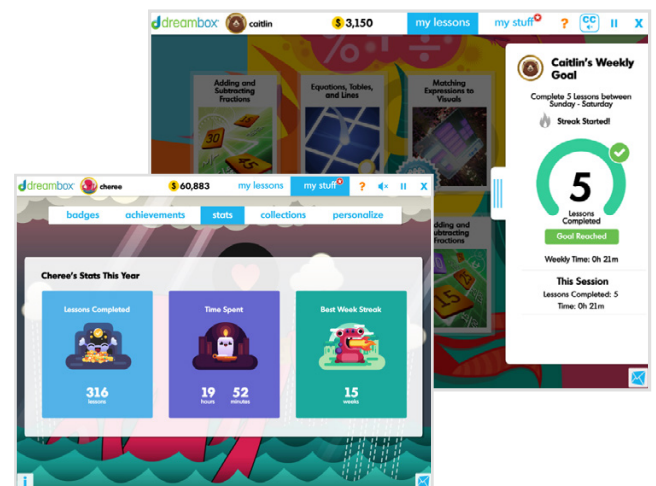 dreambox caitlin $ 3,150 my lessons my stuff ? CC
Adding and
Subtracting
Fractions
30
45
Equations, Tables,
and Lines
Matching
Expressions to
Visuals
Caitlin's Weekly
Goal
Complete 5 Lessons between
Sunday - Saturday
Streak Started!
5
Lessons
Completed
Goal Reached
Weekly Time: 0h 21m
This Session
Lessons Completed: 5
Time: 0h 21m
Adding and
Subtracting
Fractions
15
dreambox cheree $ 60,883 my lessons my stuff ? X
badges achievements stats collections personalize
Cheree's Stats This Year
Lessons Completed
316
lessons
Time Spent
19 52
hours minutes
Best Week Streak
15
weeks
i